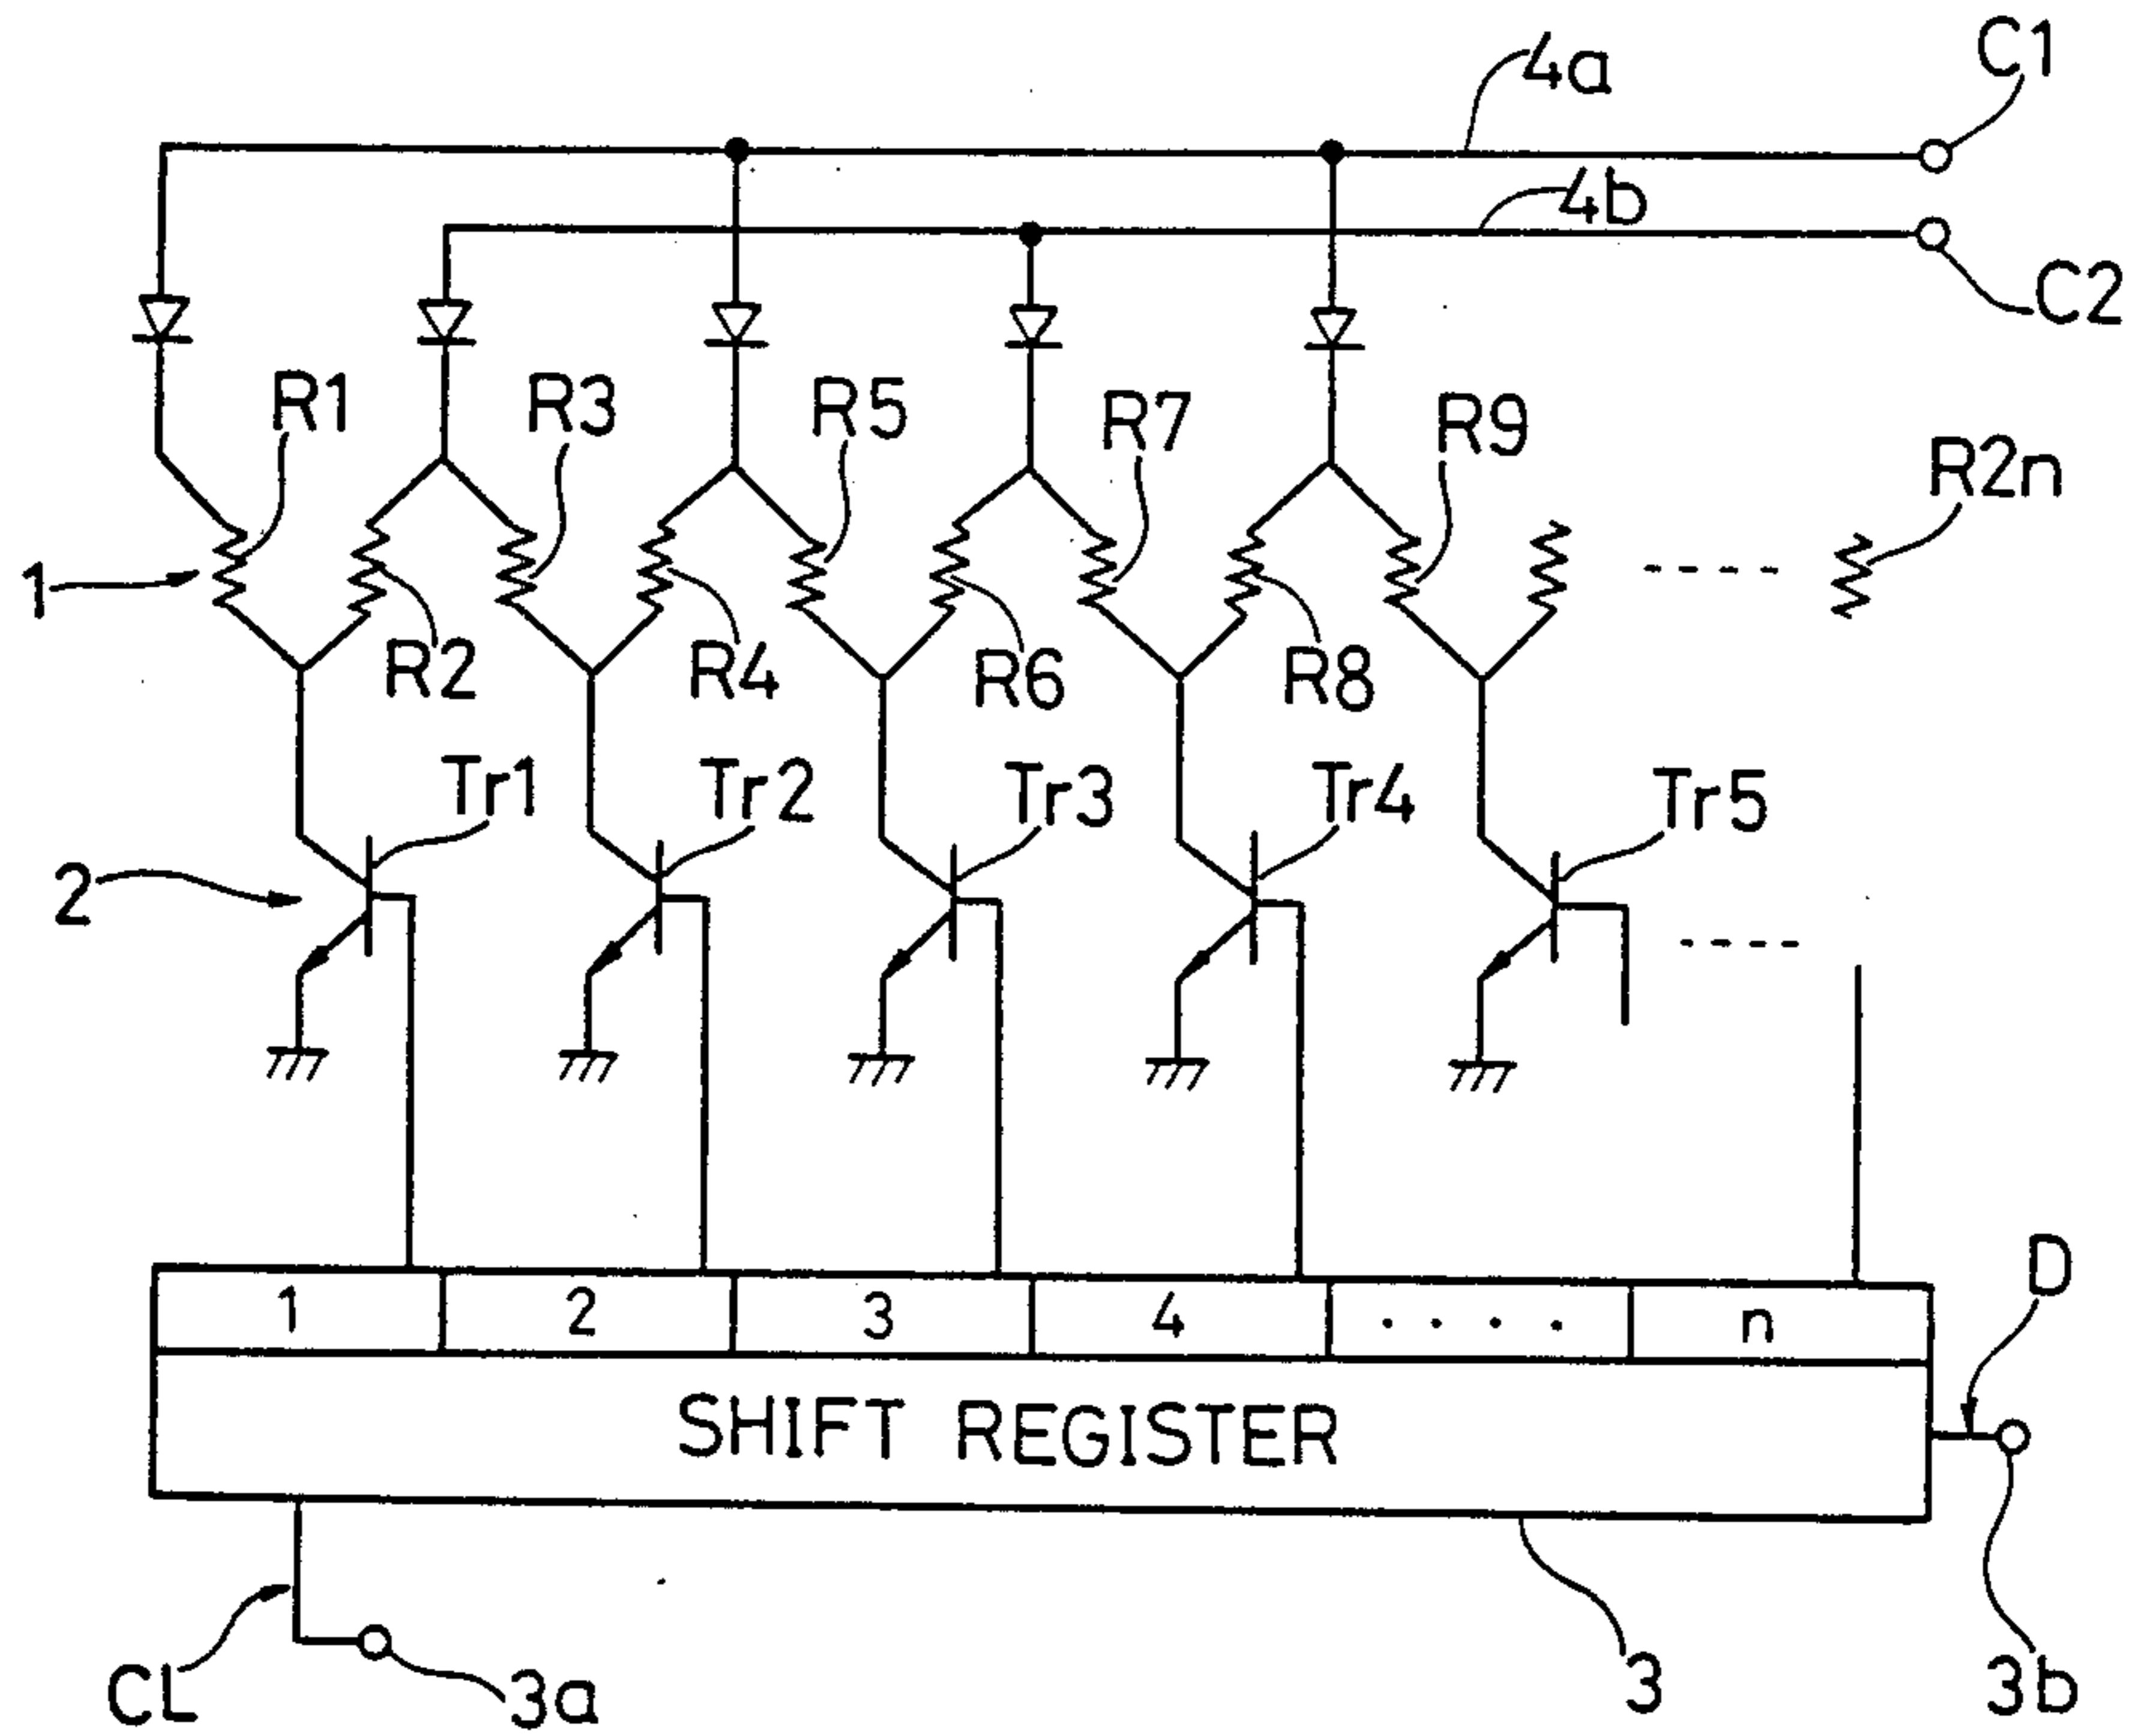 C1
4a
4b
C2
R1
R3
R5
R7
R9
R2n
1
R2
R4
R6
R8
Tr1
Tr2
Tr3
Tr4
Tr5
2
D
1 2 3 4 . . . . n
SHIFT REGISTER
CL
3a
3
3b